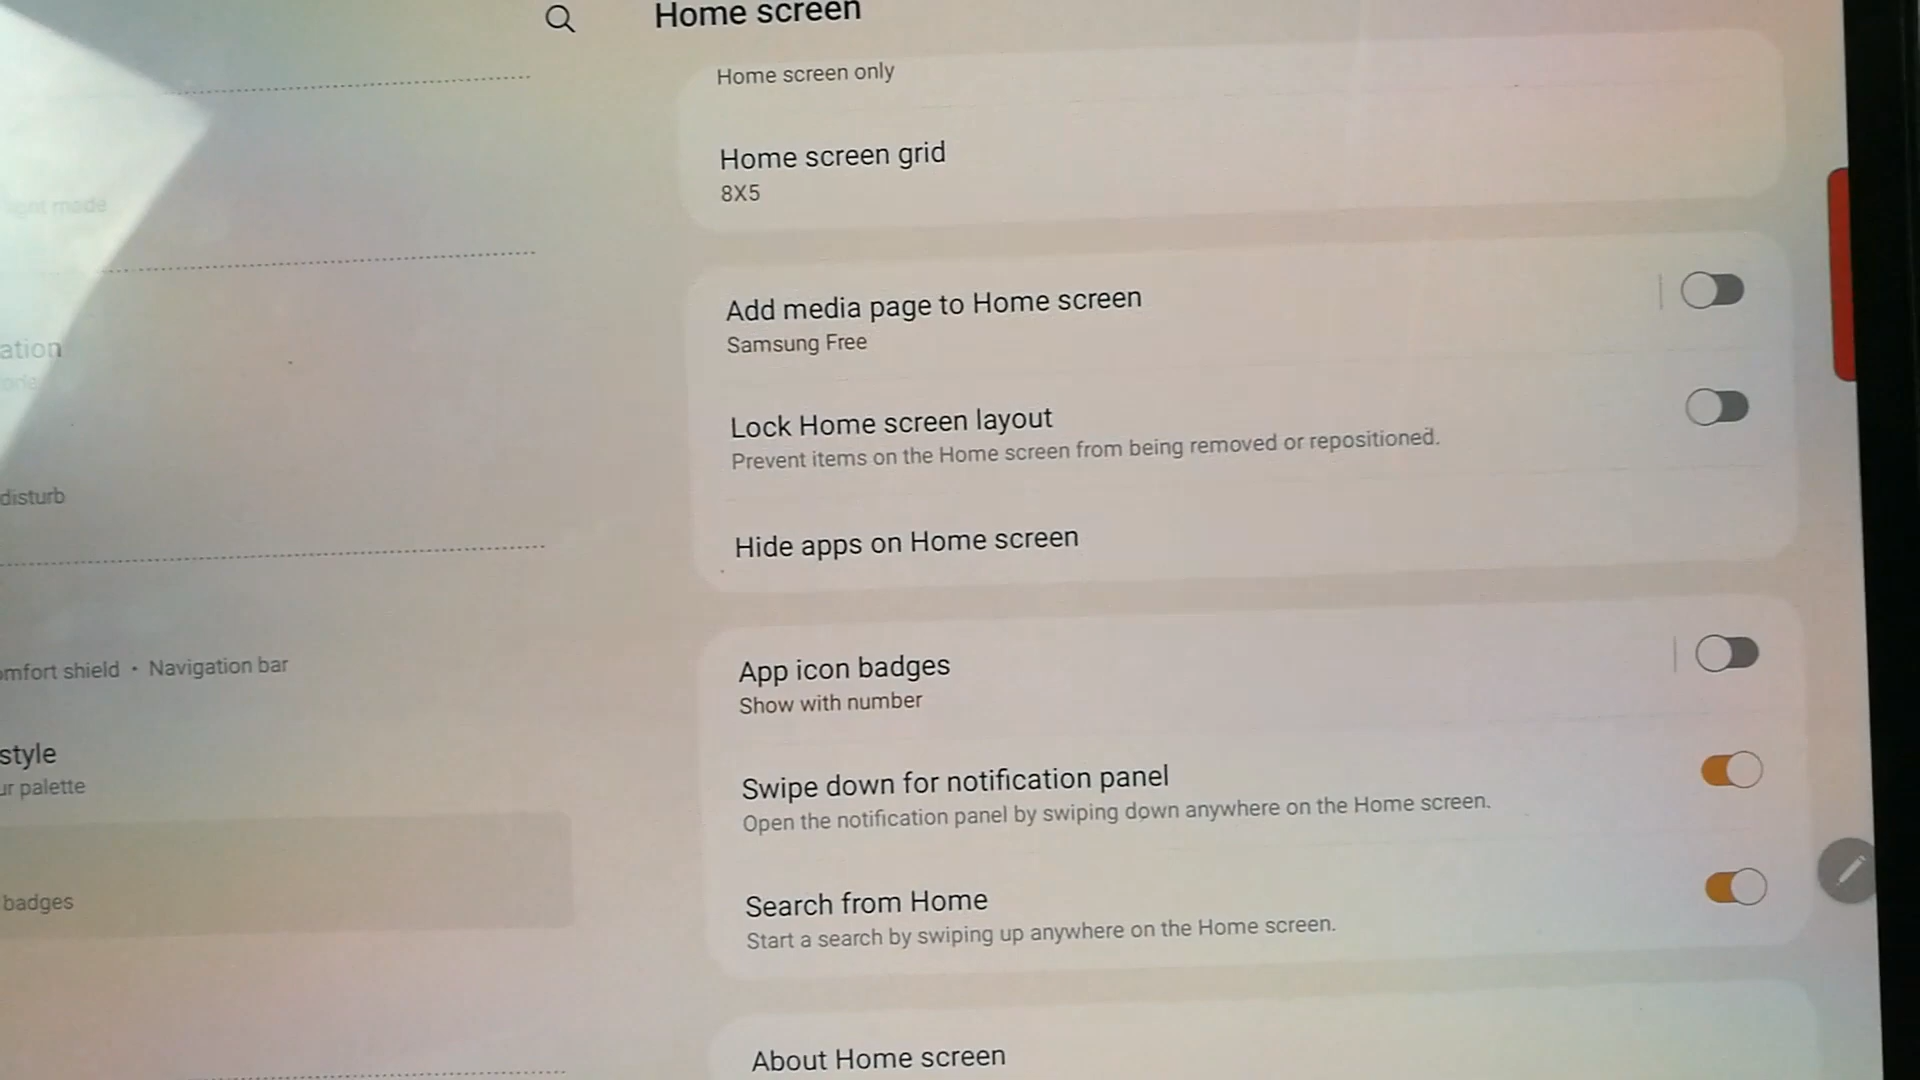 Home screen
Home screen only
Home screen grid
8X5
Add media page to Home screen
Samsung Free
Lock Home screen layout
Prevent items on the Home screen from being removed or repositioned.
Hide apps on Home screen
App icon badges
Show with number
Swipe down for notification panel
Open the notification panel by swiping down anywhere on the Home screen.
Search from Home
Start a search by swiping up anywhere on the Home screen.
About Home screen
mode
ation
disturb
omfort shield • Navigation bar
style
ur palette
badges